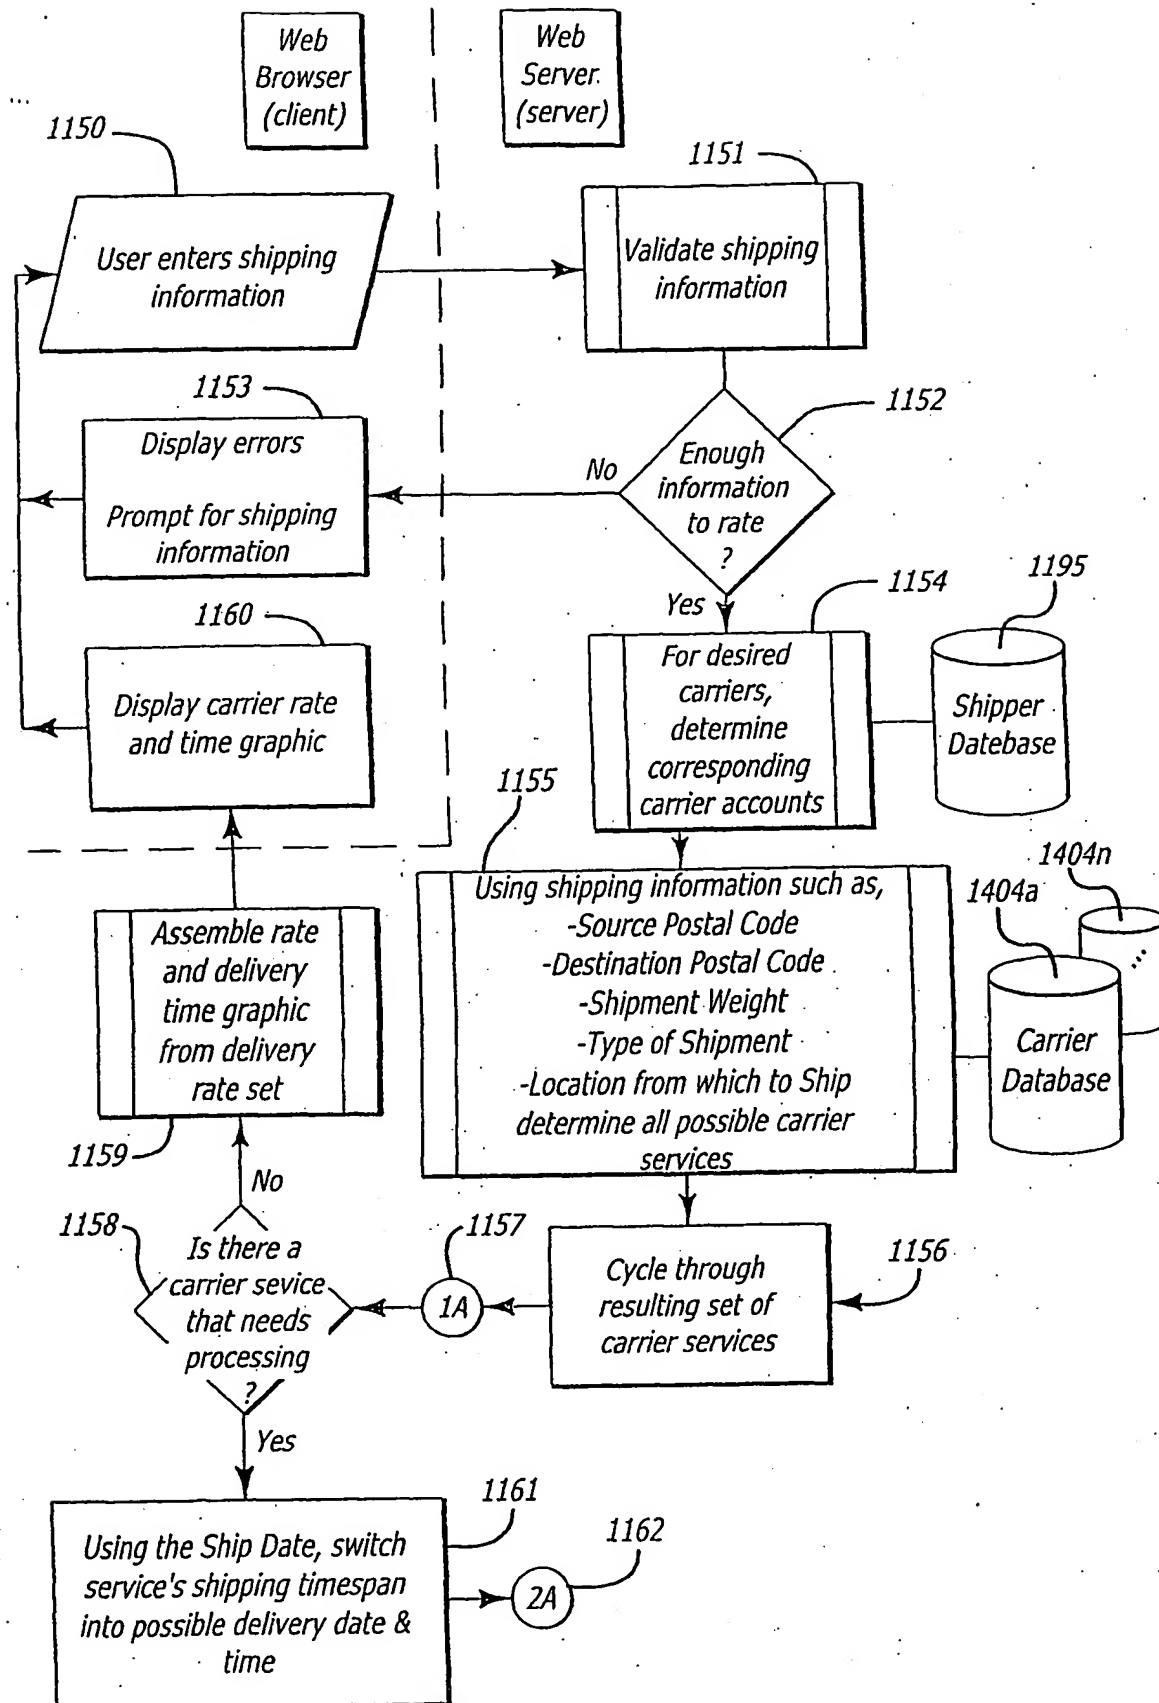 Web
Browser
(client)
Web
Server.
(server)
1150
1151
User enters shipping
information
Validate shipping
information
1153
1152
Display errors
Prompt for shipping
information
No
Enough
information
to rate
?
Yes
1154
1195
1160
Display carrier rate
and time graphic
For desired
carriers,
determine
corresponding
carrier accounts
Shipper
Datebase
1155
1404n
1404a
Using shipping information such as,
-Source Postal Code
-Destination Postal Code
-Shipment Weight
-Type of Shipment
-Location from which to Ship
determine all possible carrier
services
Carrier
Database
Assemble rate
and delivery
time graphic
from delivery
rate set
1159
No
1158
1157
1156
Is there a
carrier sevice
that needs
processing
?
1A
Cycle through
resulting set of
carrier services
Yes
1161
1162
Using the Ship Date, switch
service's shipping timespan
into possible delivery date &
time
2A